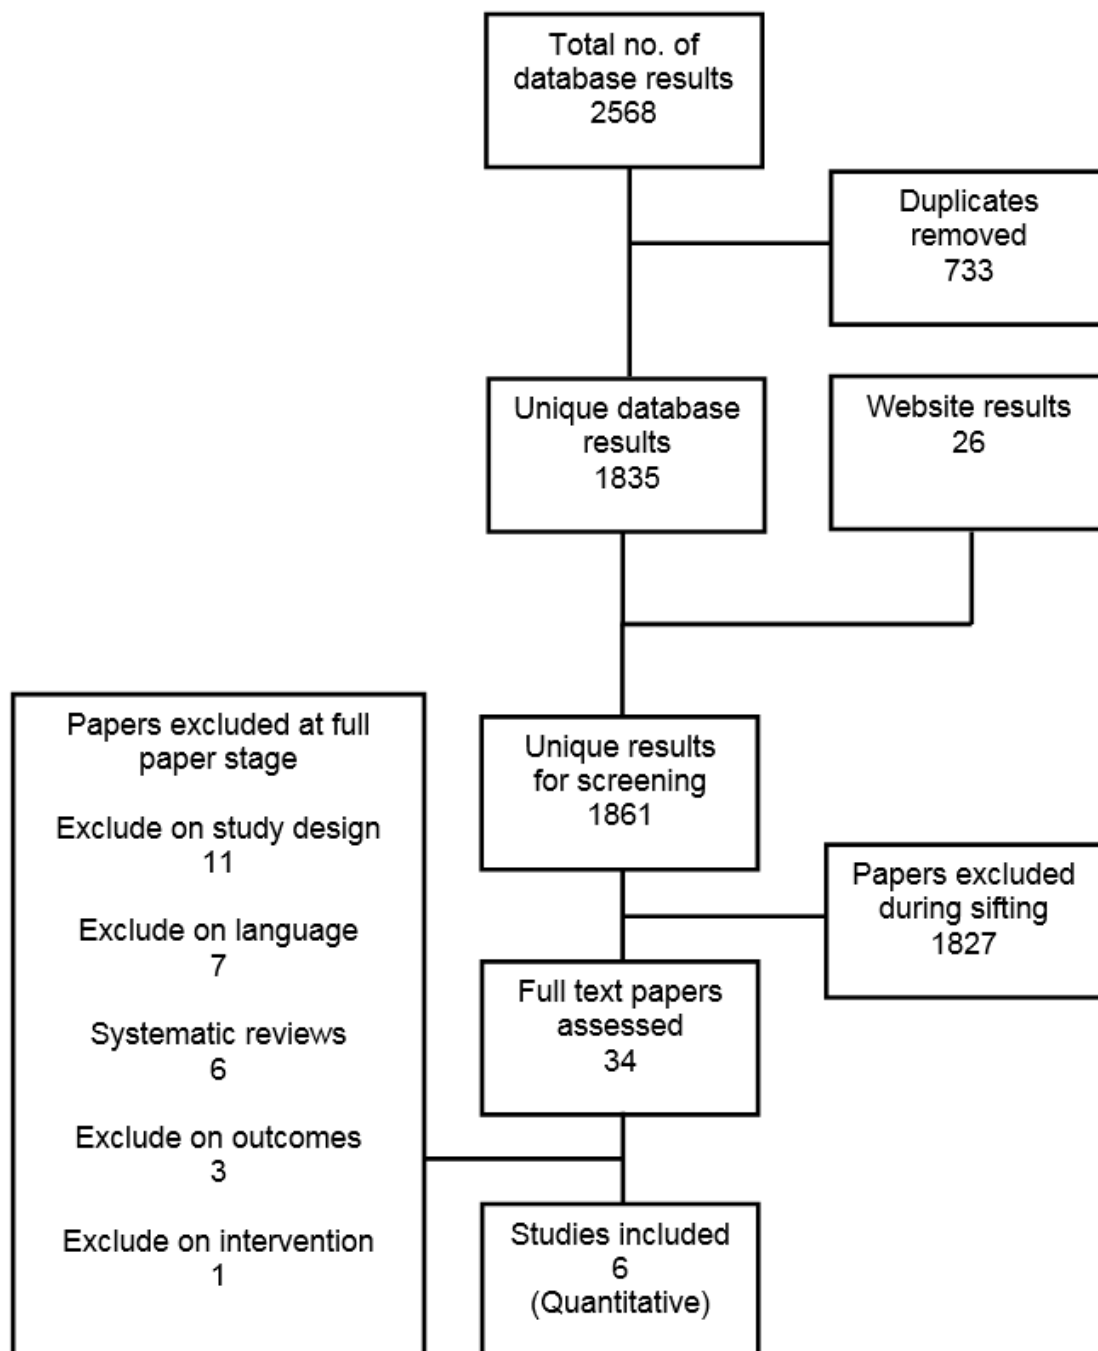 Total no. of
database results
2568
Duplicates
removed
733
Unique database
results
1835
Website results
26
Unique results
for screening
1861
Papers excluded
during sifting
1827
Full text papers
assessed
34
Papers excluded at full
paper stage
Exclude on study design
11
Exclude on language
7
Systematic reviews
6
Exclude on outcomes
3
Exclude on intervention
1
Studies included
6
(Quantitative)